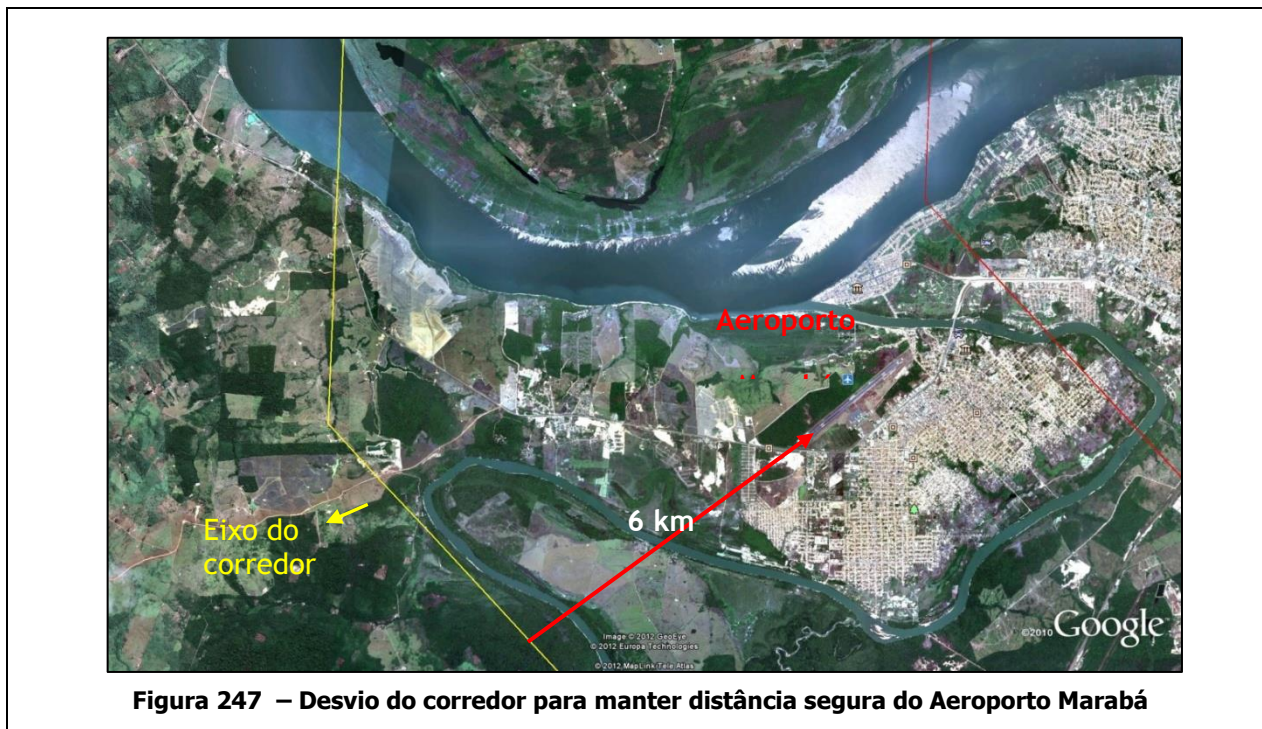 Aeroporto
6 km
Eixo do
corredor
Image © 2012 GeoEye
© 2012 Europa Technologies
© 2012 MapLink Tele Atlas
©2010 Google
Figura 247 – Desvio do corredor para manter distância segura do Aeroporto Marabá